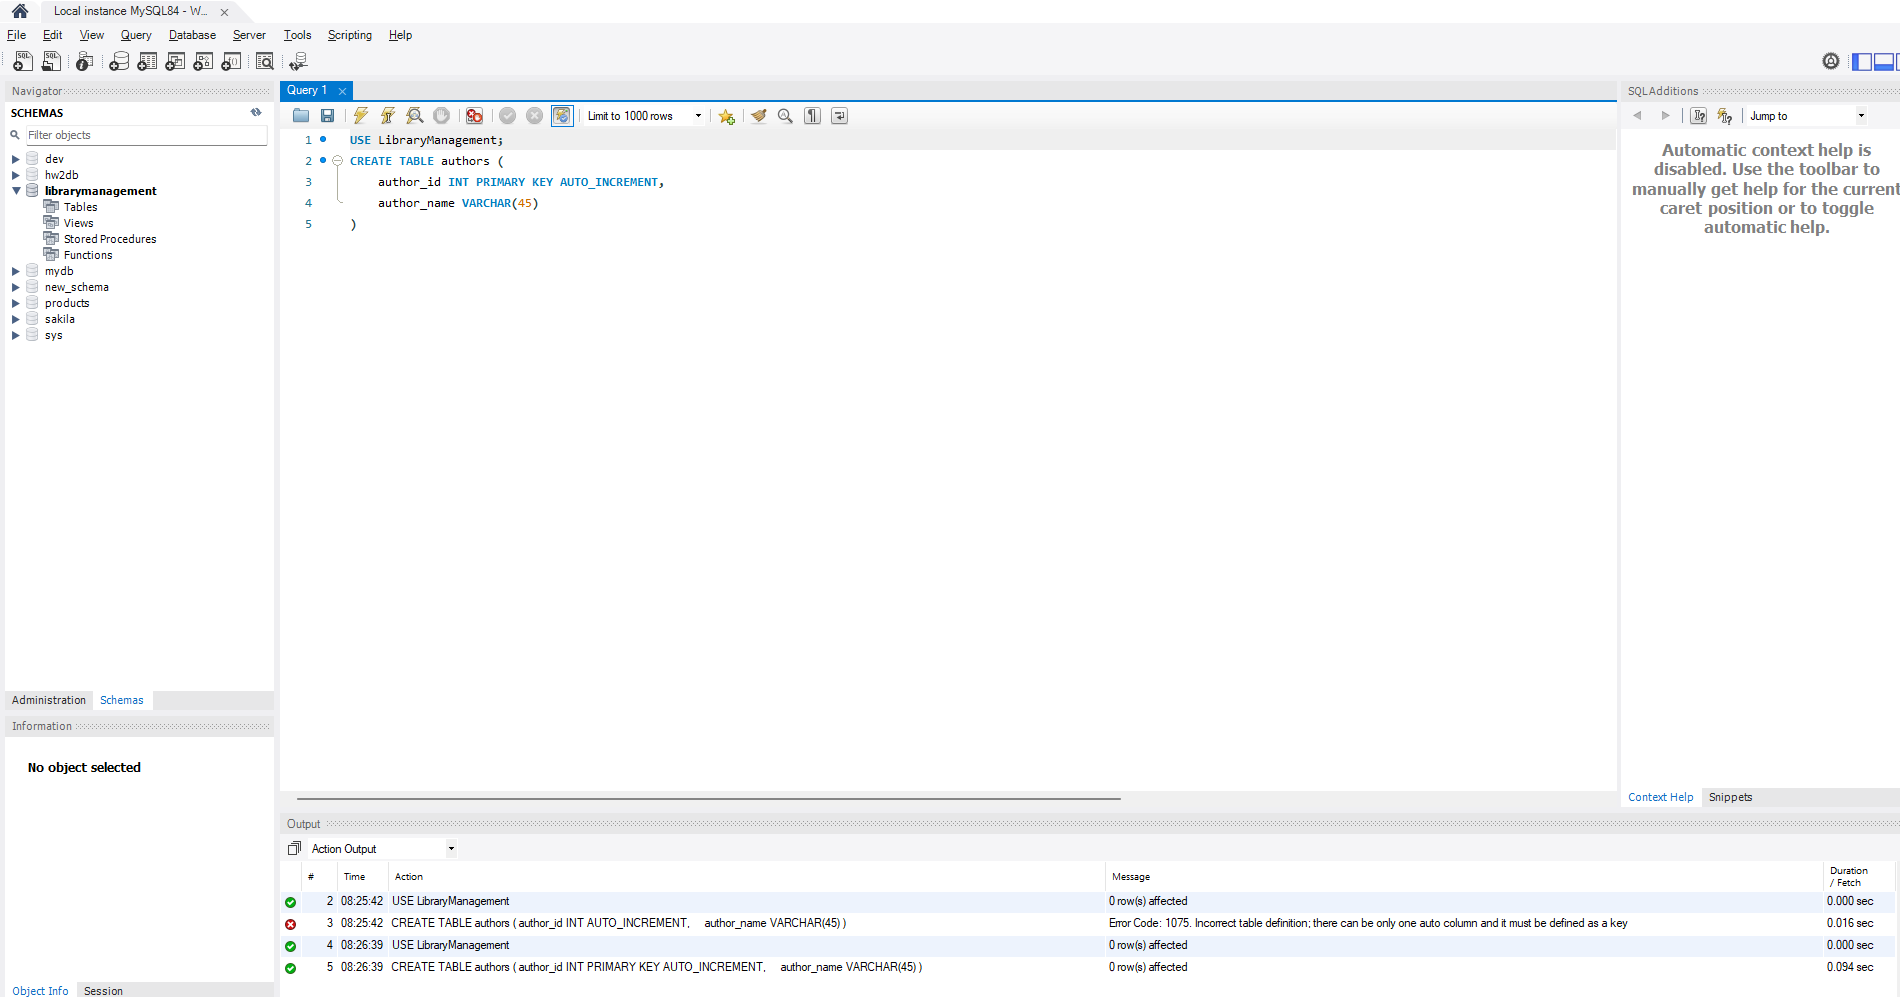 Local instance MySQL84 - W...
File Edit View Query Database Server Tools Scripting Help
Navigator
SCHEMAS
Filter objects
dev
hw2db
librarymanagement
Tables
Views
Stored Procedures
Functions
mydb
new_schema
products
sakila
sys
Administration Schemas
Information
No object selected
Object Info Session
Query 1
Limit to 1000 rows
1 USE LibraryManagement;
2 CREATE TABLE authors (
3 author_id INT PRIMARY KEY AUTO_INCREMENT,
4 author_name VARCHAR(45)
5 )
SQLAdditions
Jump to
Automatic context help is
disabled. Use the toolbar to
manually get help for the current
caret position or to toggle
automatic help.
Context Help Snippets
Output
Action Output
# Time Action Message Duration / Fetch
2 08:25:42 USE LibraryManagement 0 row(s) affected 0.000 sec
3 08:25:42 CREATE TABLE authors ( author_id INT AUTO_INCREMENT, author_name VARCHAR(45) ) Error Code: 1075. Incorrect table definition; there can be only one auto column and it must be defined as a key 0.016 sec
4 08:26:39 USE LibraryManagement 0 row(s) affected 0.000 sec
5 08:26:39 CREATE TABLE authors ( author_id INT PRIMARY KEY AUTO_INCREMENT, author_name VARCHAR(45) ) 0 row(s) affected 0.094 sec